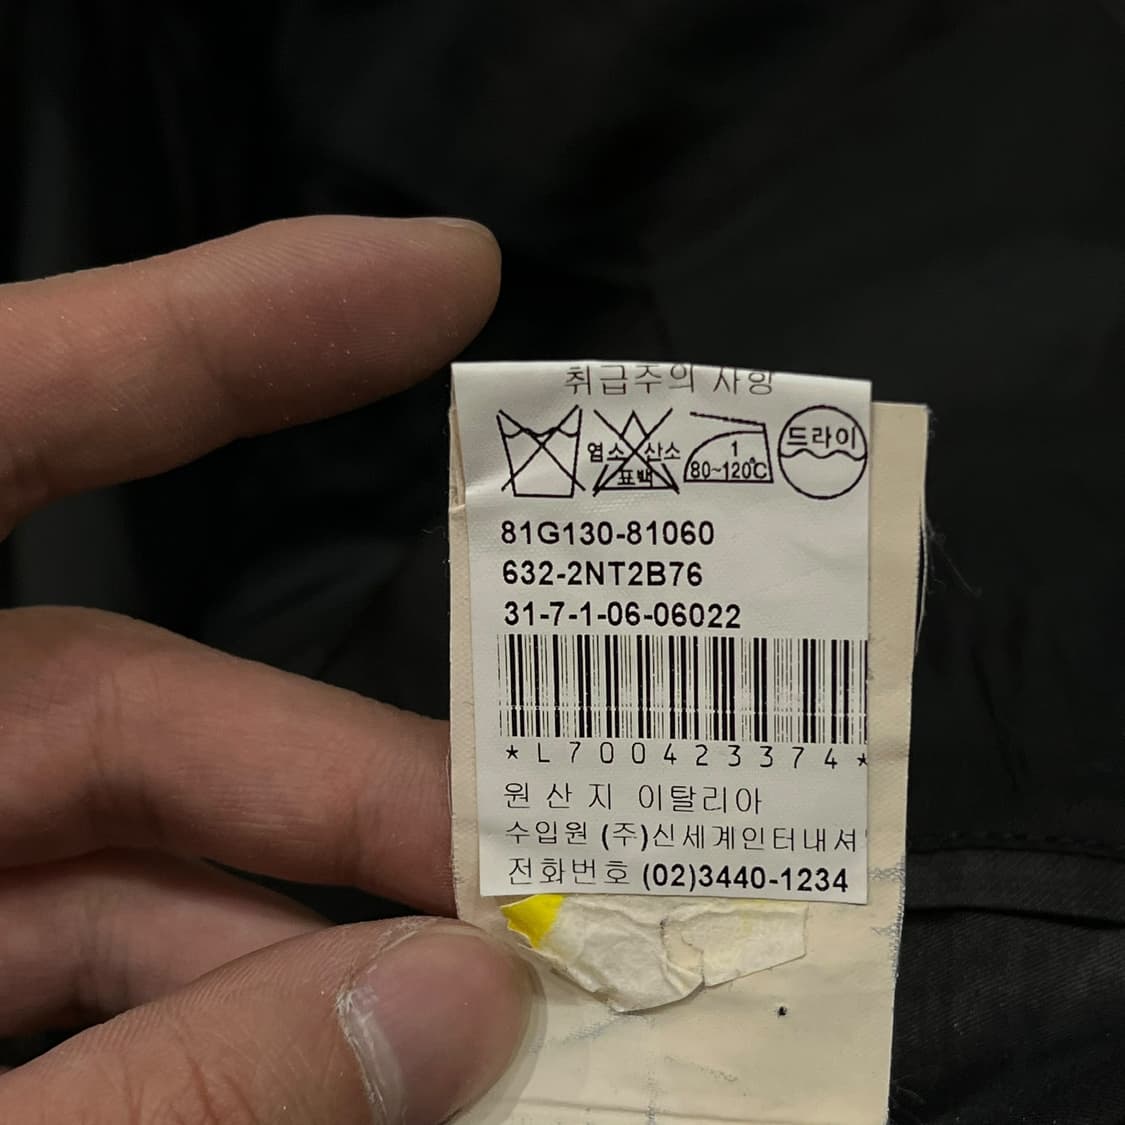 취급주의 사항
염소 산소
표백
1
80~120℃
드라이
81G130-81060
632-2NT2B76
31-7-1-06-06022
*L700423374*
원산지 이탈리아
수입원 (주)신세계인터내셔
전화번호 (02)3440-1234